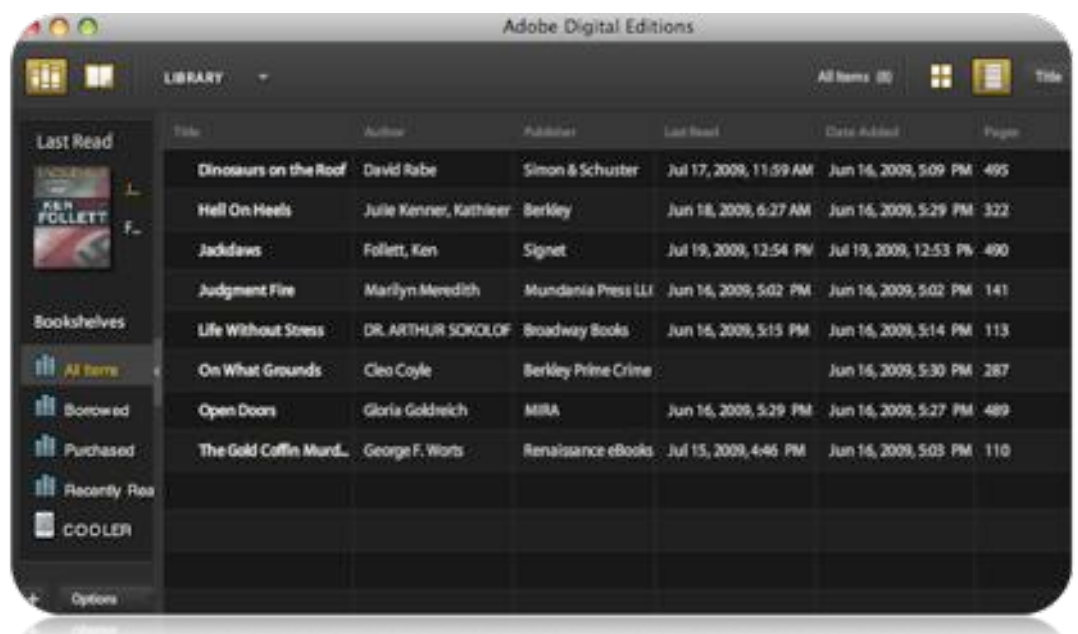 Adobe Digital Editions
LIBRARY All Items (8) Title
Last Read
KEN
FOLLETT
J...
F...
Bookshelves
All Items
Borrowed
Purchased
Recently Rea
COOLER
+ Options
Title Author Publisher Last Read Date Added Pages
Dinosaurs on the Roof David Rabe Simon & Schuster Jul 17, 2009, 11:59 AM Jun 16, 2009, 5:09 PM 495
Hell On Heels Julie Kenner, Kathleer Berkley Jun 18, 2009, 6:27 AM Jun 16, 2009, 5:29 PM 322
Jackdaws Follett, Ken Signet Jul 19, 2009, 12:54 PM Jul 19, 2009, 12:53 PM 490
Judgment Fire Marilyn Meredith Mundania Press LLC Jun 16, 2009, 5:02 PM Jun 16, 2009, 5:02 PM 141
Life Without Stress DR. ARTHUR SOKOLOF Broadway Books Jun 16, 2009, 5:15 PM Jun 16, 2009, 5:14 PM 113
On What Grounds Cleo Coyle Berkley Prime Crime Jun 16, 2009, 5:30 PM 287
Open Doors Gloria Goldreich MIRA Jun 16, 2009, 5:29 PM Jun 16, 2009, 5:27 PM 489
The Gold Coffin Murd... George F. Worts Renaissance eBooks Jul 15, 2009, 4:46 PM Jun 16, 2009, 5:03 PM 110